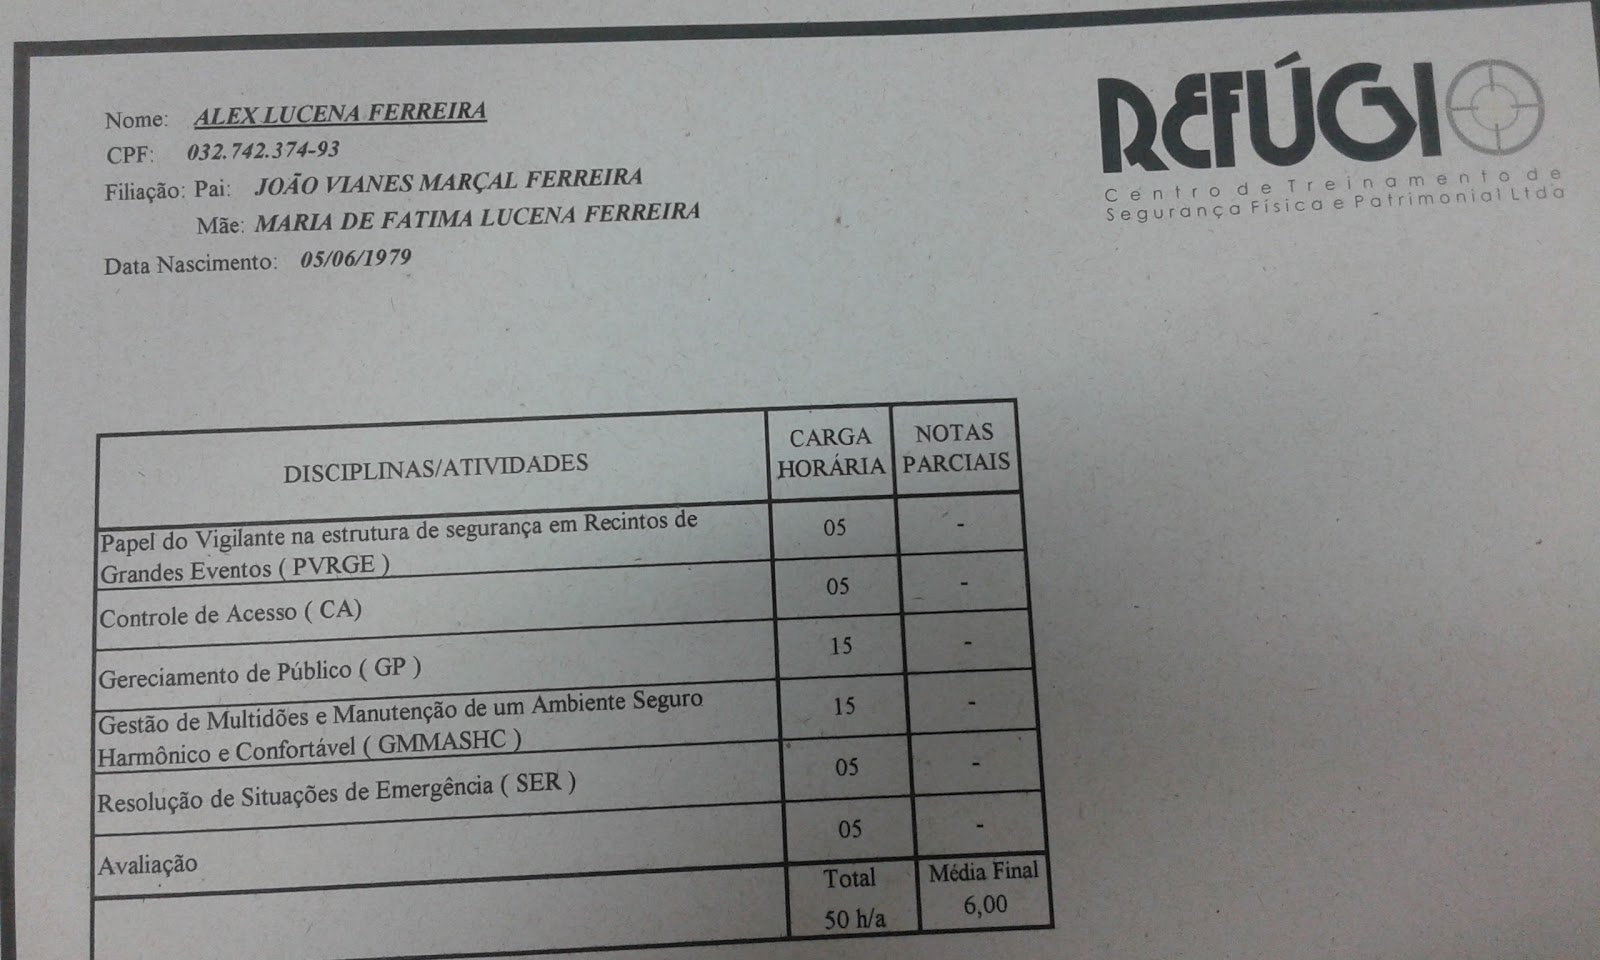 Nome: ALEX LUCENA FERREIRA
CPF: 032.742.374-93
Filiação: Pai: JOÃO VIANES MARÇAL FERREIRA
Mãe: MARIA DE FATIMA LUCENA FERREIRA
Data Nascimento: 05/06/1979
REFÚGIO
Centro de Treinamento de
Segurança Física e Patrimonial Ltda
DISCIPLINAS/ATIVIDADES
CARGA
HORÁRIA
NOTAS
PARCIAIS
Papel do Vigilante na estrutura de segurança em Recintos de
Grandes Eventos ( PVRGE )
05 -
Controle de Acesso ( CA) 05 -
Gereciamento de Público ( GP ) 15 -
Gestão de Multidões e Manutenção de um Ambiente Seguro
Harmônico e Confortável ( GMMASHC )
15 -
Resolução de Situações de Emergência ( SER ) 05 -
Avaliação 05 -
Total
50 h/a
Média Final
6,00